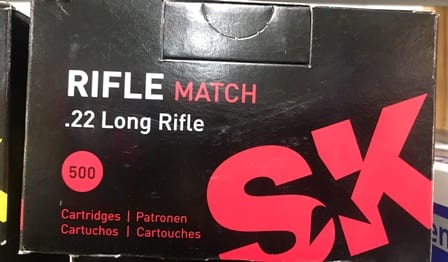 RIFLE MATCH
.22 Long Rifle
500
SK
Cartridges | Patronen
Cartuchos | Cartouches